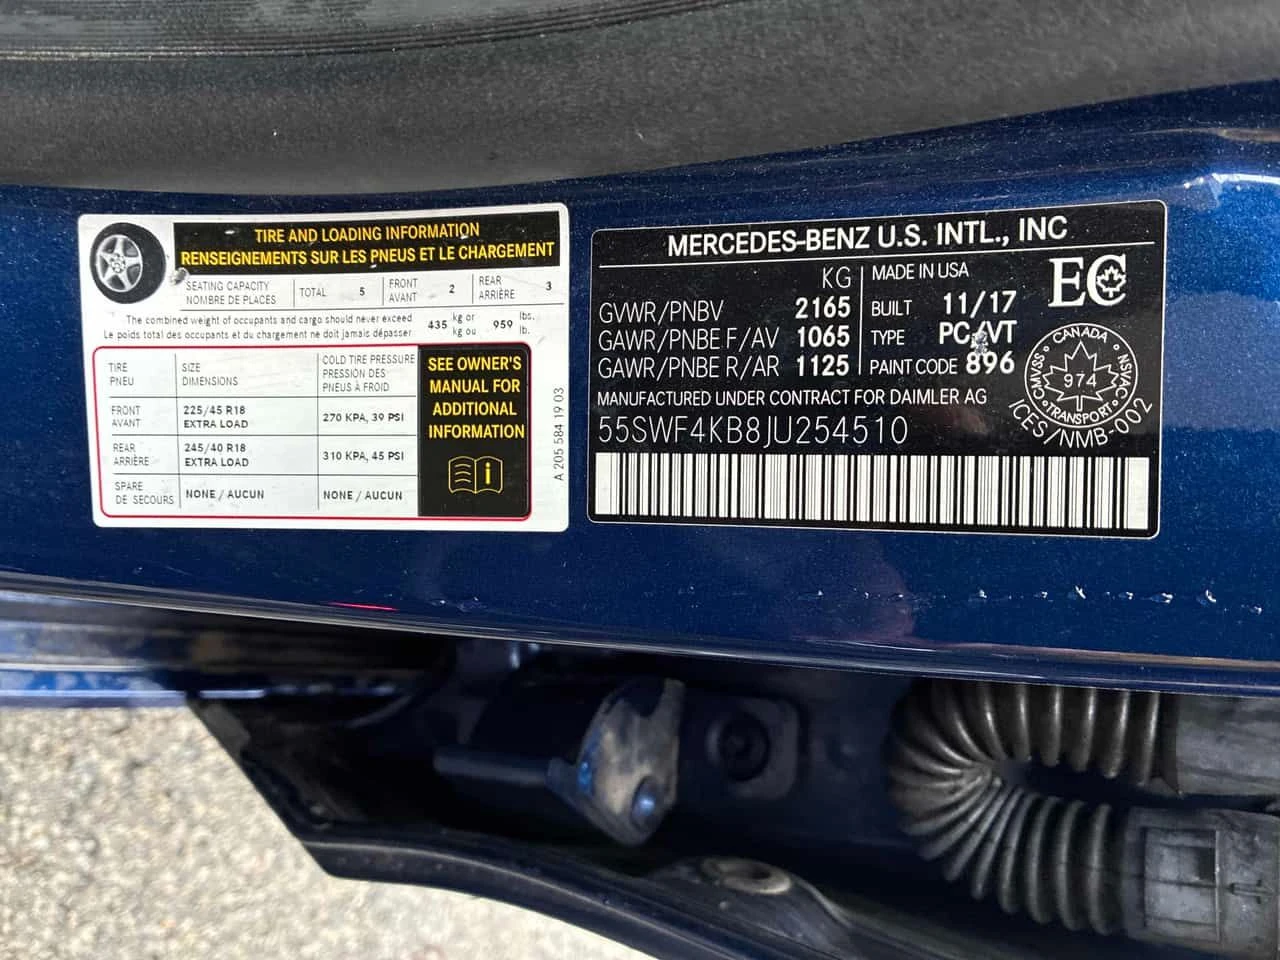 TIRE AND LOADING INFORMATION
RENSEIGNEMENTS SUR LES PNEUS ET LE CHARGEMENT
SEATING CAPACITY
NOMBRE DE PLACES
TOTAL 5
FRONT
AVANT
2
REAR
ARRIÈRE
3
The combined weight of occupants and cargo should never exceed
Le poids total des occupants et du chargement ne doit jamais dépasser
435 kg or
kg ou
959 lbs.
lb.
TIRE
PNEU
SIZE
DIMENSIONS
COLD TIRE PRESSURE
PRESSION DES
PNEUS À FROID
FRONT
AVANT
225/45 R18
EXTRA LOAD
270 KPA, 39 PSI
REAR
ARRIÈRE
245/40 R18
EXTRA LOAD
310 KPA, 45 PSI
SPARE
DE SECOURS
NONE / AUCUN
NONE / AUCUN
SEE OWNER'S
MANUAL FOR
ADDITIONAL
INFORMATION
i
A 205 584 19 03
MERCEDES-BENZ U.S. INTL., INC
KG
GVWR/PNBV 2165
GAWR/PNBE F/AV 1065
GAWR/PNBE R/AR 1125
MADE IN USA
BUILT 11/17
TYPE PC/VT
PAINT CODE 896
EC
MANUFACTURED UNDER CONTRACT FOR DAIMLER AG
55SWF4KB8JU254510
CANADA
CMVSS
NSVAC
974
TRANSPORT
ICES/NMB-002